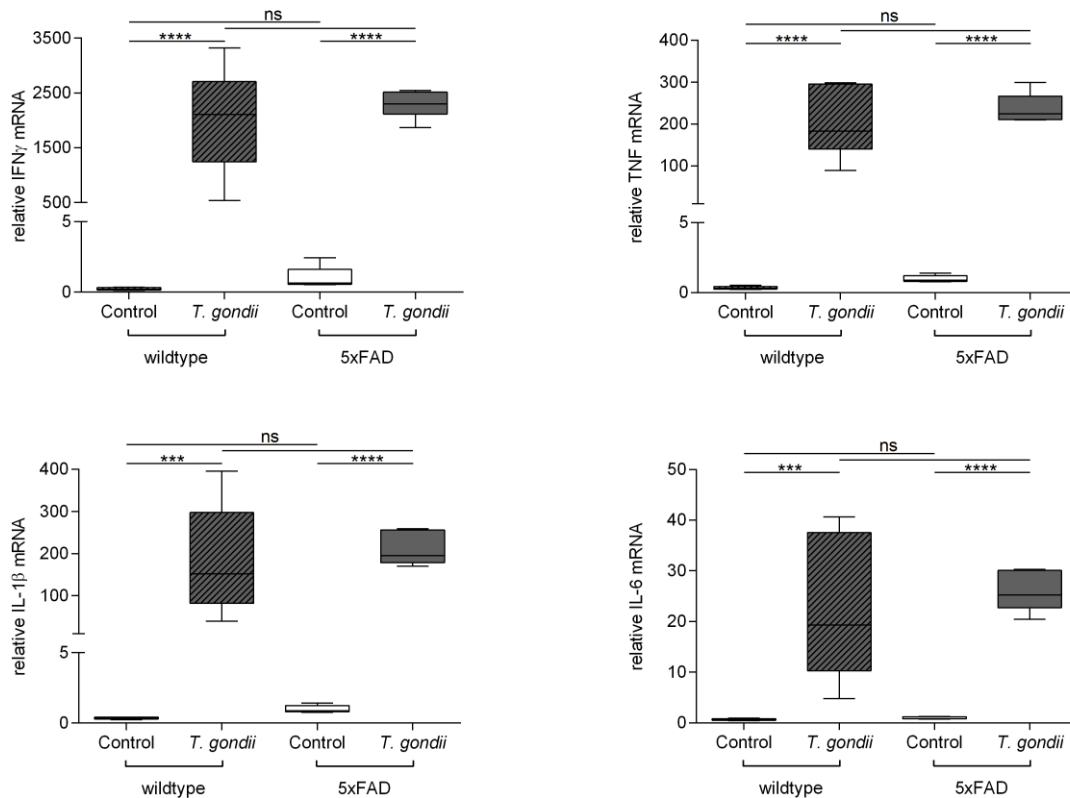 ns
**** ****
3500
2500
1500
500
5
0
relative IFNγ mRNA
Control T. gondii Control T. gondii
wildtype 5xFAD
ns
**** ****
400
300
200
100
5
0
relative TNF mRNA
Control T. gondii Control T. gondii
wildtype 5xFAD
ns
*** ****
400
300
200
100
5
0
relative IL-1β mRNA
Control T. gondii Control T. gondii
wildtype 5xFAD
ns
*** ****
50
40
30
20
10
0
relative IL-6 mRNA
Control T. gondii Control T. gondii
wildtype 5xFAD